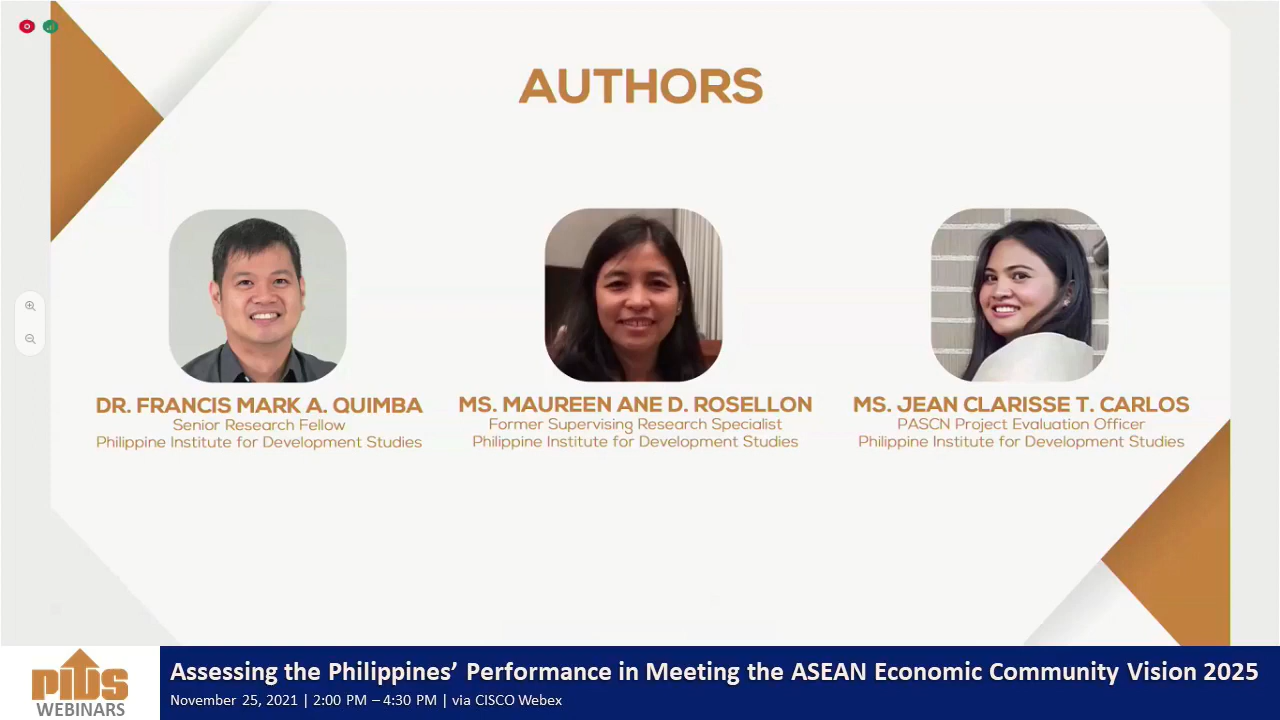 AUTHORS
DR. FRANCIS MARK A. QUIMBA
Senior Research Fellow
Philippine Institute for Development Studies
MS. MAUREEN ANE D. ROSELLON
Former Supervising Research Specialist
Philippine Institute for Development Studies
MS. JEAN CLARISSE T. CARLOS
PASCN Project Evaluation Officer
Philippine Institute for Development Studies
pids
WEBINARS
Assessing the Philippines’ Performance in Meeting the ASEAN Economic Community Vision 2025
November 25, 2021 | 2:00 PM – 4:30 PM | via CISCO Webex